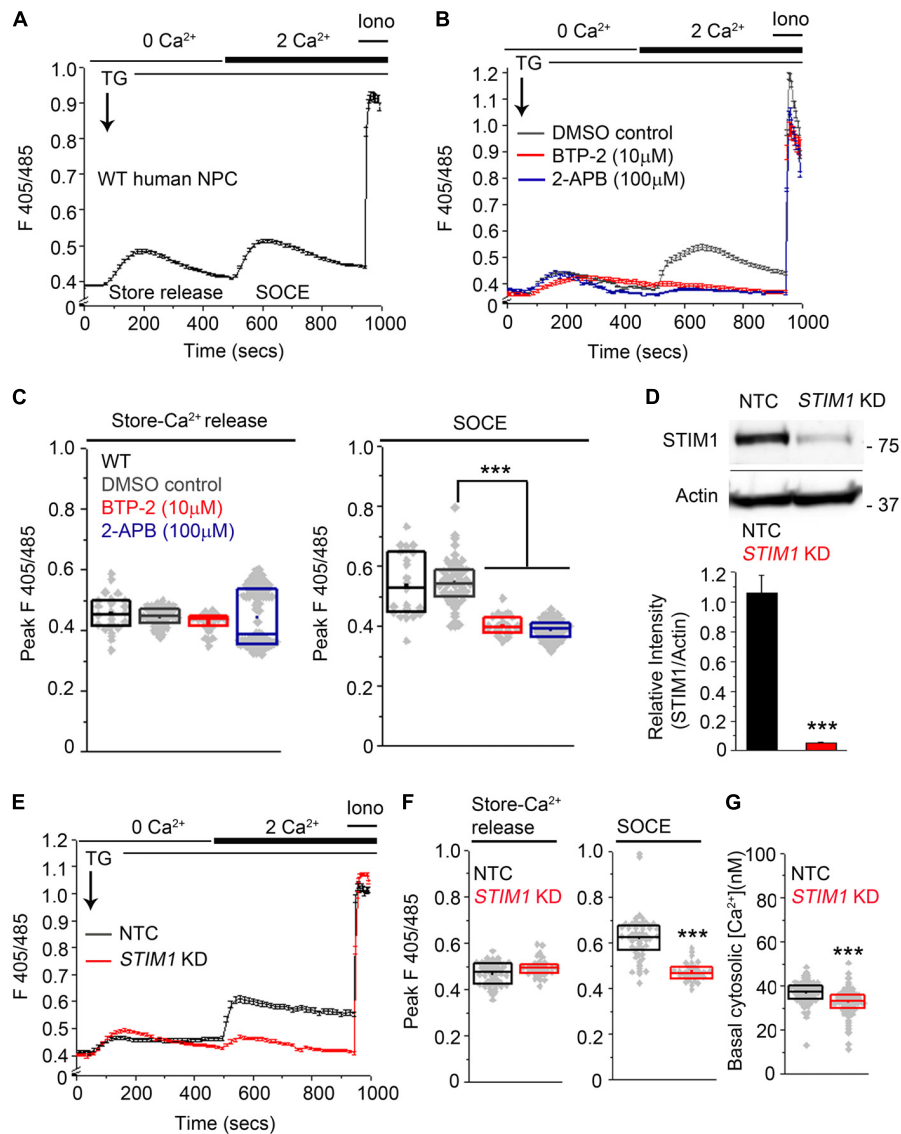 A
Iono
0 Ca²⁺
2 Ca²⁺
TG
1.0
0.9
0.8
0.7
0.6
0.5
0.4
0
F 405/485
WT human NPC
Store release
SOCE
0 200 400 600 800 1000
Time (secs)
B
Iono
0 Ca²⁺
2 Ca²⁺
TG
1.2
1.1
1.0
0.9
0.8
0.7
0.6
0.5
0.4
0
F 405/485
DMSO control
BTP-2 (10µM)
2-APB (100µM)
0 200 400 600 800 1000
Time (secs)
C
Store-Ca²⁺ release
1.0
0.8
0.6
0.4
0.2
0
Peak F 405/485
WT
DMSO control
BTP-2 (10µM)
2-APB (100µM)
SOCE
1.0
0.8
0.6
0.4
0.2
0
Peak F 405/485
***
D
NTC STIM1 KD
STIM1
- 75
Actin
- 37
NTC
STIM1 KD
1.2
1.0
0.8
0.6
0.4
0.2
0
Relative Intensity
(STIM1/Actin)
***
E
Iono
0 Ca²⁺
2 Ca²⁺
TG
1.2
1.1
1.0
0.9
0.8
0.7
0.6
0.5
0.4
0
F 405/485
NTC
STIM1 KD
0 200 400 600 800 1000
Time (secs)
F
Store-Ca²⁺
release
NTC
STIM1 KD
1.0
0.8
0.6
0.4
0.2
0
Peak F 405/485
SOCE
1.0
0.8
0.6
0.4
0.2
0
***
G
NTC
STIM1 KD
100
80
60
40
30
0
Basal cytosolic [Ca²⁺](nM)
***